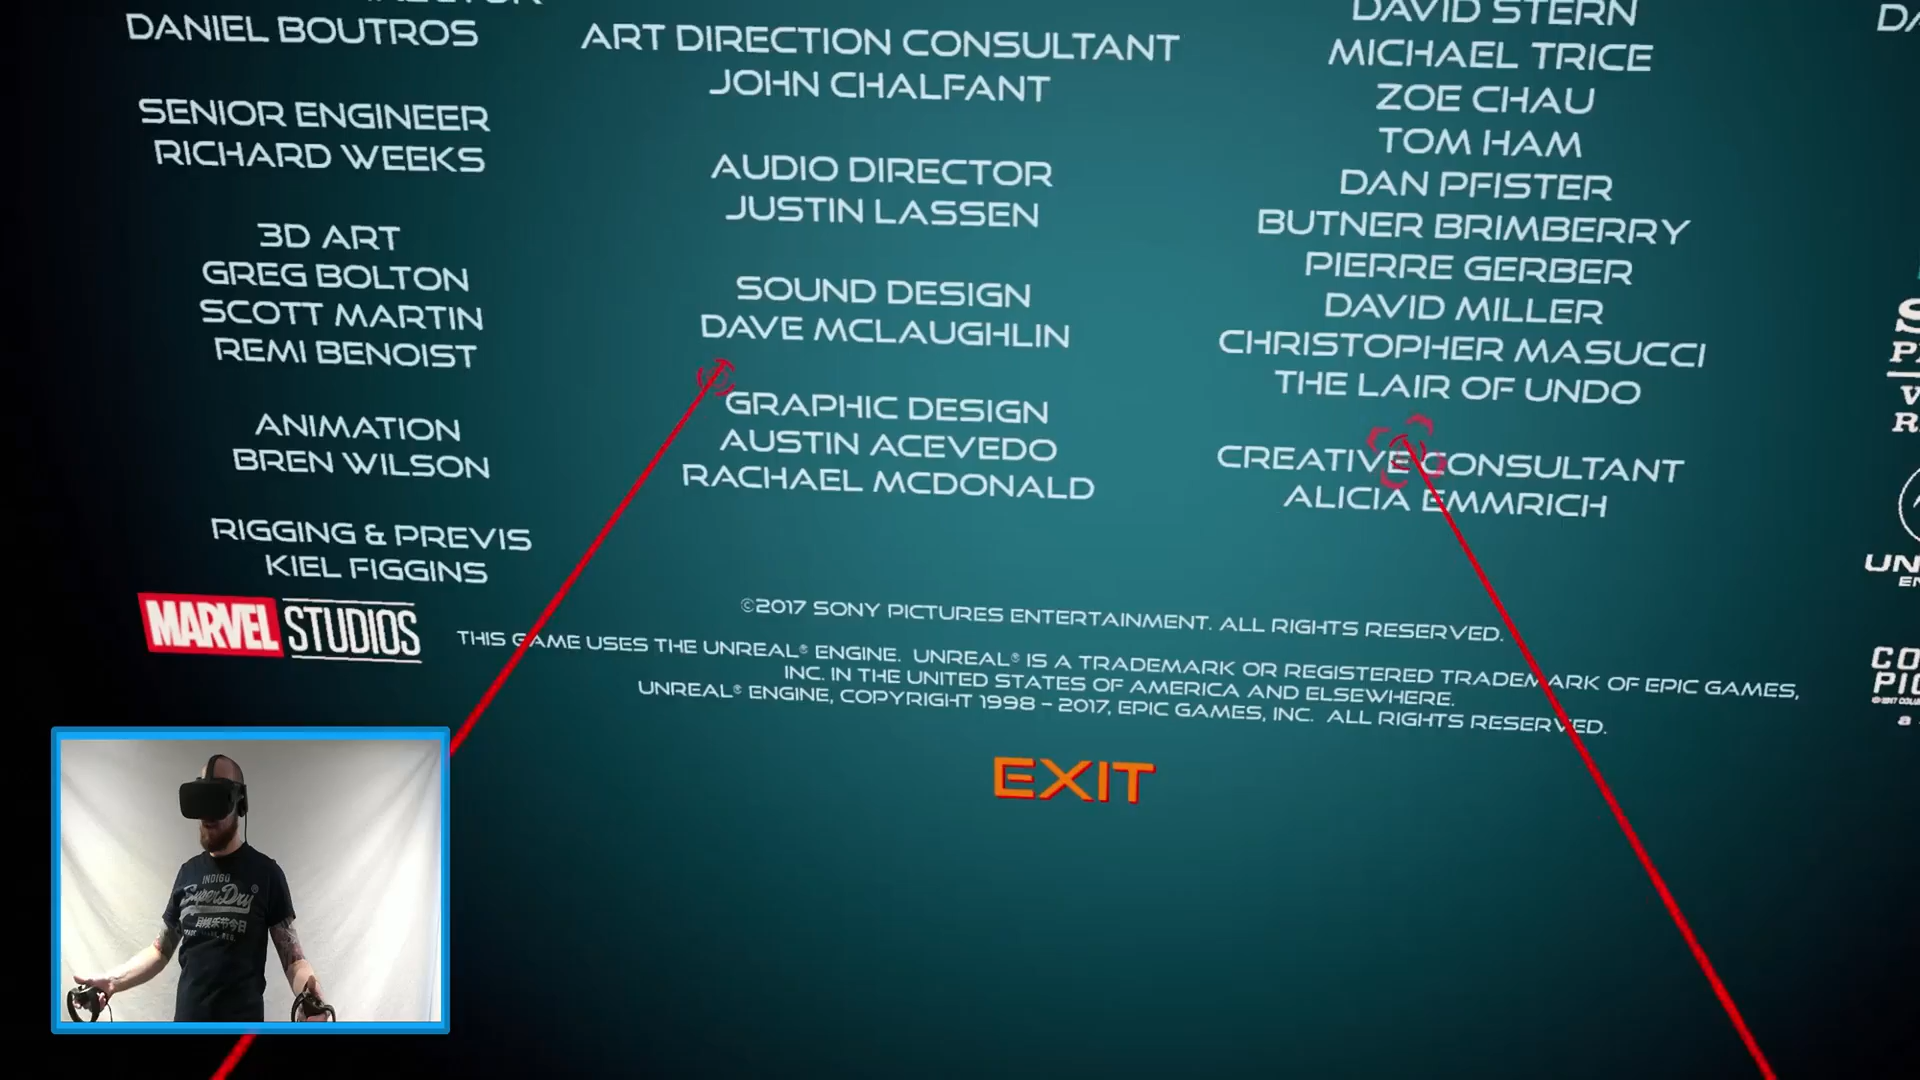 DANIEL BOUTROS
SENIOR ENGINEER
RICHARD WEEKS
3D ART
GREG BOLTON
SCOTT MARTIN
REMI BENOIST
ANIMATION
BREN WILSON
RIGGING & PREVIS
KIEL FIGGINS
MARVEL STUDIOS
ART DIRECTION CONSULTANT
JOHN CHALFANT
AUDIO DIRECTOR
JUSTIN LASSEN
SOUND DESIGN
DAVE MCLAUGHLIN
GRAPHIC DESIGN
AUSTIN ACEVEDO
RACHAEL MCDONALD
DAVID STERN
MICHAEL TRICE
ZOE CHAU
TOM HAM
DAN PFISTER
BUTNER BRIMBERRY
PIERRE GERBER
DAVID MILLER
CHRISTOPHER MASUCCI
THE LAIR OF UNDO
CREATIVE CONSULTANT
ALICIA EMMRICH
©2017 SONY PICTURES ENTERTAINMENT. ALL RIGHTS RESERVED.
THIS GAME USES THE UNREAL® ENGINE. UNREAL® IS A TRADEMARK OR REGISTERED TRADEMARK OF EPIC GAMES,
INC. IN THE UNITED STATES OF AMERICA AND ELSEWHERE.
UNREAL® ENGINE, COPYRIGHT 1998 – 2017, EPIC GAMES, INC. ALL RIGHTS RESERVED.
EXIT
INDIGO
SuperDry®